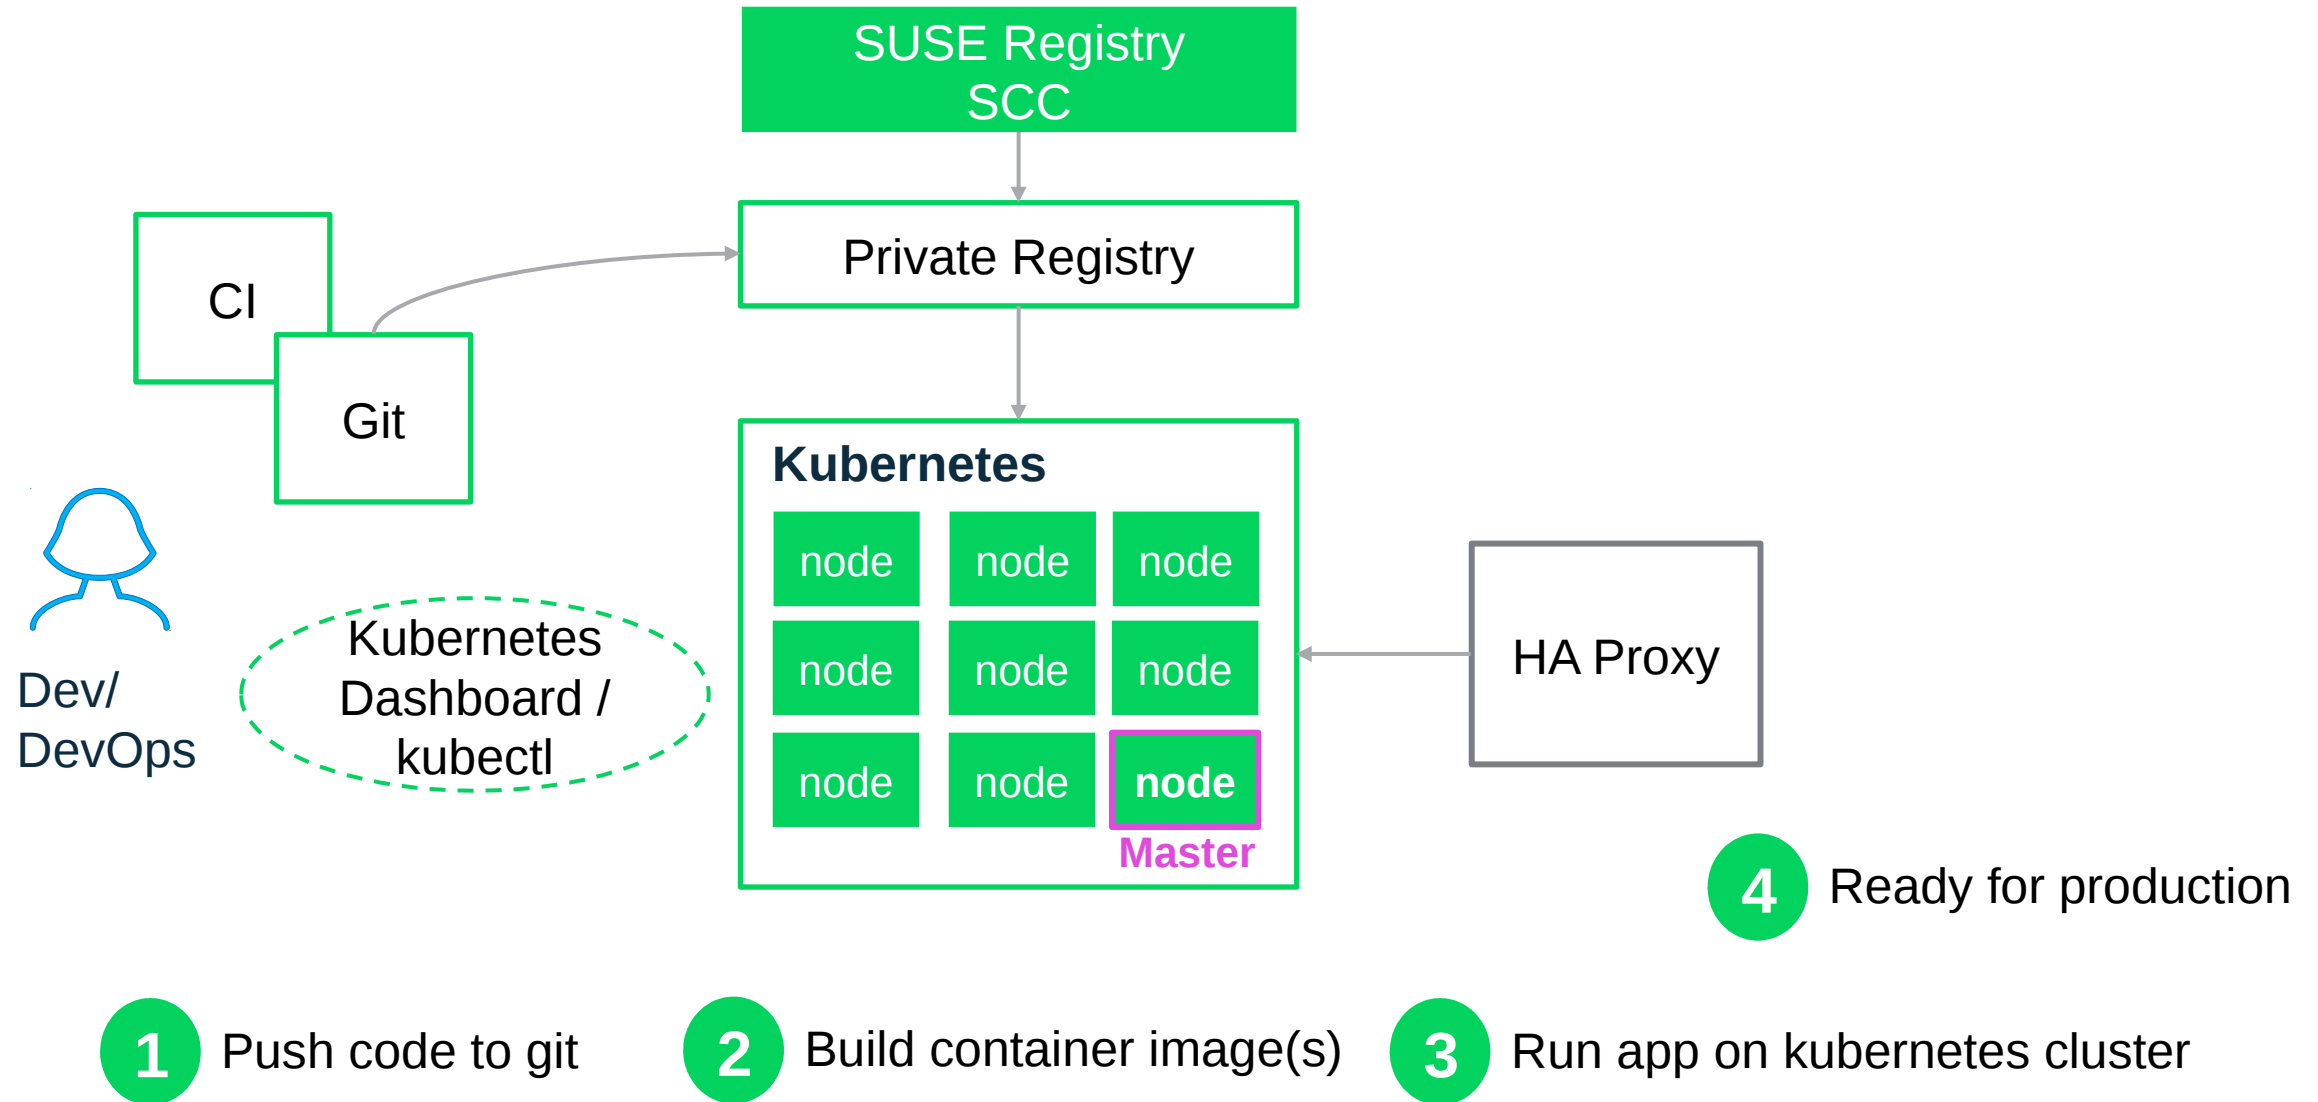 SUSE Registry
SCC
Private Registry
CI
Git
Dev/
DevOps
Kubernetes
Dashboard /
kubectl
Kubernetes
node node node
node node node
node node node
Master
HA Proxy
4 Ready for production
1 Push code to git
2 Build container image(s)
3 Run app on kubernetes cluster